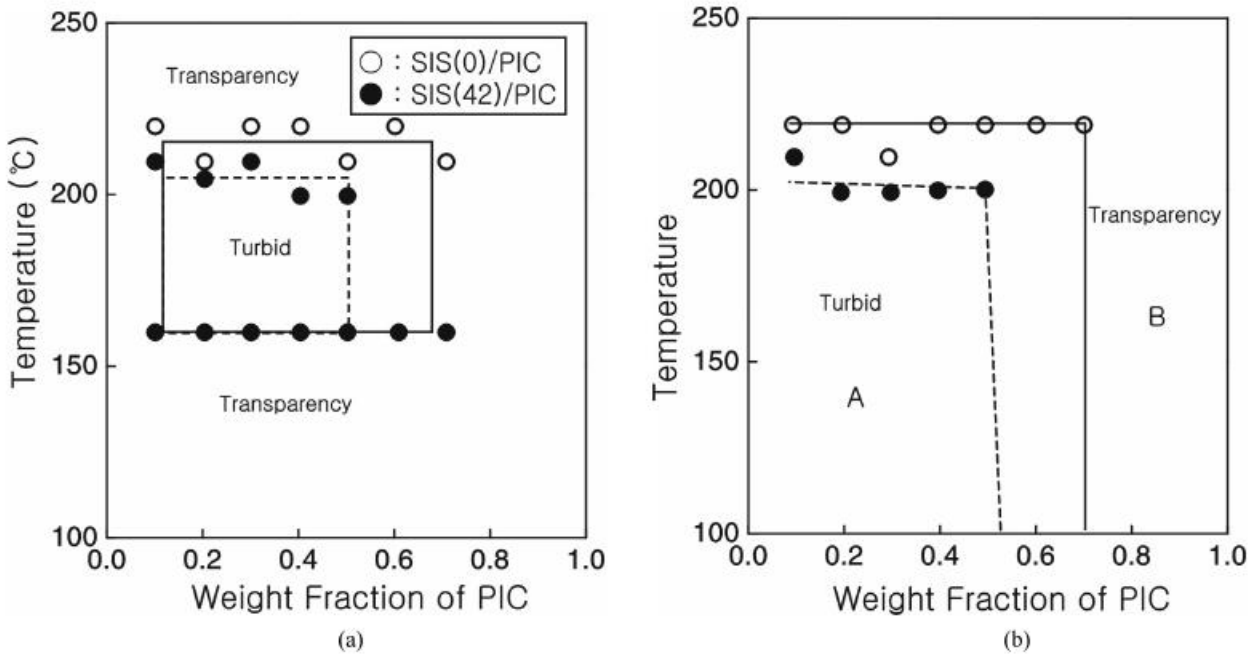 250
200
150
100
Temperature (℃)
Transparency
○ : SIS(0)/PIC
● : SIS(42)/PIC
Turbid
Transparency
0.0 0.2 0.4 0.6 0.8 1.0
Weight Fraction of PIC
(a)
250
200
150
100
Temperature
Transparency
Turbid
B
A
0.0 0.2 0.4 0.6 0.8 1.0
Weight Fraction of PIC
(b)